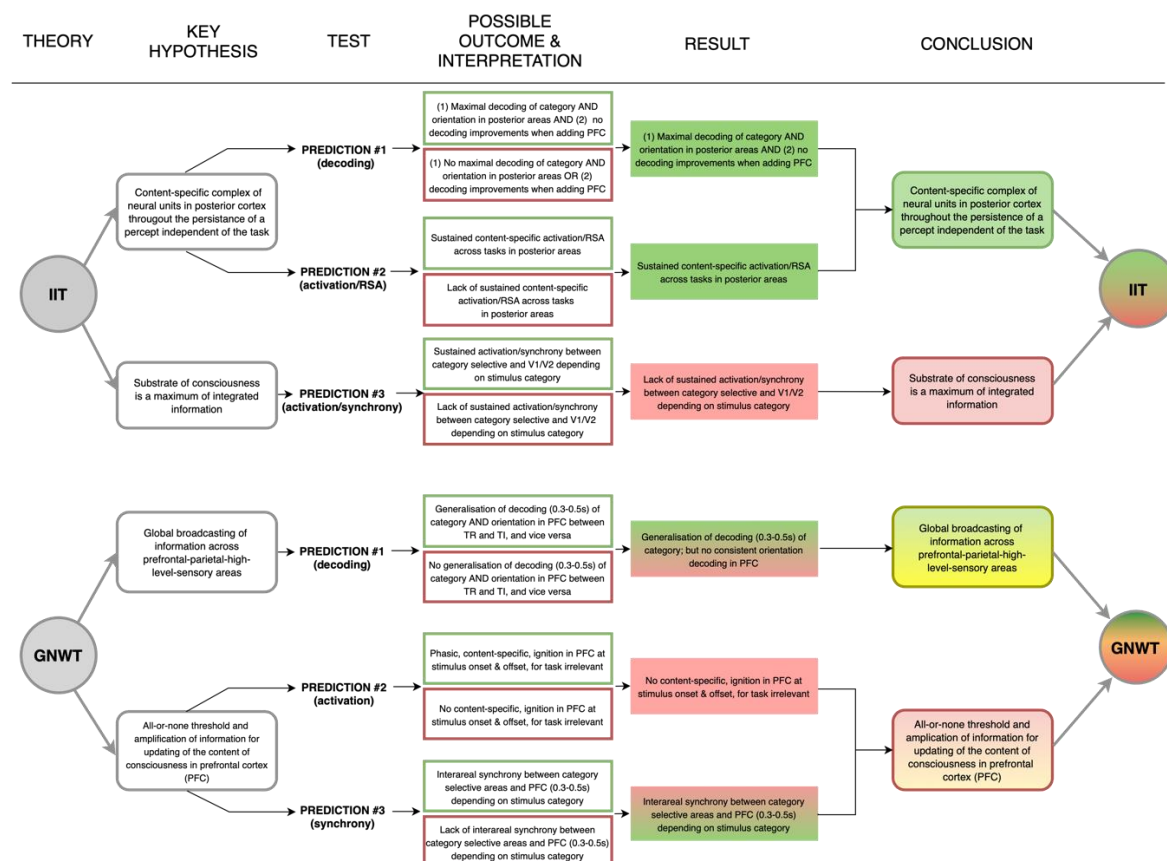 THEORY
KEY
HYPOTHESIS
TEST
POSSIBLE
OUTCOME &
INTERPRETATION
RESULT
CONCLUSION
IIT
Content-specific complex of
neural units in posterior cortex
througout the persistance of a
percept independent of the task
PREDICTION #1
(decoding)
(1) Maximal decoding of category AND
orientation in posterior areas AND (2) no
decoding improvements when adding PFC
(1) No maximal decoding of category AND
orientation in posterior areas OR (2)
decoding improvements when adding PFC
(1) Maximal decoding of category AND
orientation in posterior areas AND (2) no
decoding improvements when adding PFC
PREDICTION #2
(activation/RSA)
Sustained content-specific activation/RSA
across tasks in posterior areas
Lack of sustained content-specific
activation/RSA across tasks
in posterior areas
Sustained content-specific activation/RSA
across tasks in posterior areas
Content-specific complex of
neural units in posterior cortex
throughout the persistence of a
percept independent of the task
IIT
Substrate of consciousness
is a maximum of integrated
information
PREDICTION #3
(activation/synchrony)
Sustained activation/synchrony between
category selective and V1/V2 depending
on stimulus category
Lack of sustained activation/synchrony
between category selective and V1/V2
depending on stimulus category
Lack of sustained activation/synchrony
between category selective and V1/V2
depending on stimulus category
Substrate of consciousness
is a maximum of integrated
information
GNWT
Global broadcasting of
information across
prefrontal-parietal-high-
level-sensory areas
PREDICTION #1
(decoding)
Generalisation of decoding (0.3-0.5s) of
category AND orientation in PFC between
TR and TI, and vice versa
No generalisation of decoding (0.3-0.5s) of
category AND orientation in PFC between
TR and TI, and vice versa
Generalisation of decoding (0.3-0.5s) of
category; but no consistent orientation
decoding in PFC
Global broadcasting of
information across
prefrontal-parietal-high-
level-sensory areas
GNWT
All-or-none threshold and
amplification of information for
updating of the content of
consciousness in prefrontal cortex
(PFC)
PREDICTION #2
(activation)
Phasic, content-specific, ignition in PFC at
stimulus onset & offset, for task irrelevant
No content-specific, ignition in PFC at
stimulus onset & offset, for task irrelevant
No content-specific, ignition in PFC at
stimulus onset & offset, for task irrelevant
PREDICTION #3
(synchrony)
Interareal synchrony between category
selective areas and PFC (0.3-0.5s)
depending on stimulus category
Lack of interareal synchrony between
category selective areas and PFC (0.3-0.5s)
depending on stimulus category
Interareal synchrony between category
selective areas and PFC (0.3-0.5s)
depending on stimulus category
All-or-none threshold and
amplication of information for
updating of the content of
consciousness in prefrontal cortex
(PFC)